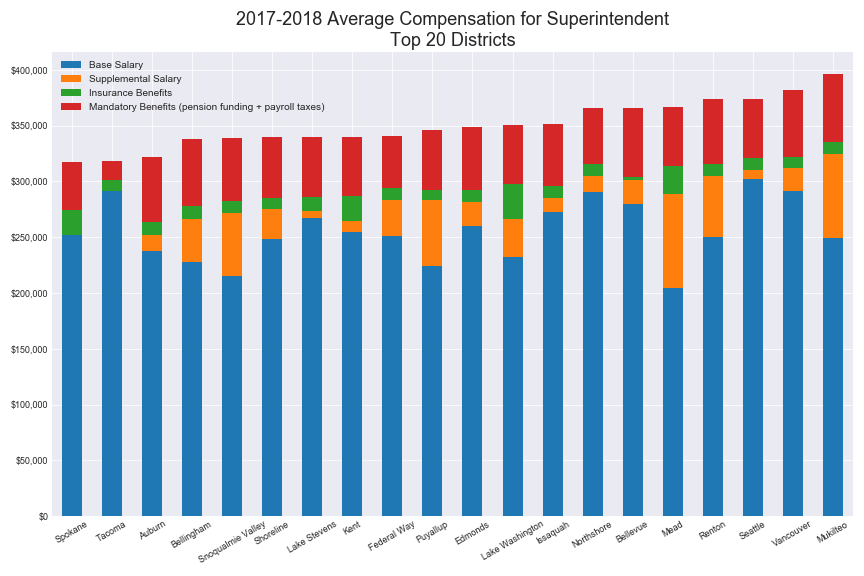 2017-2018 Average Compensation for Superintendent
Top 20 Districts
Base Salary
Supplemental Salary
Insurance Benefits
Mandatory Benefits (pension funding + payroll taxes)
$400,000
$350,000
$300,000
$250,000
$200,000
$150,000
$100,000
$50,000
$0
Spokane
Tacoma
Auburn
Bellingham
Snoqualmie Valley
Shoreline
Lake Stevens
Kent
Federal Way
Puyallup
Edmonds
Lake Washington
Issaquah
Northshore
Bellevue
Mead
Renton
Seattle
Vancouver
Mukilteo